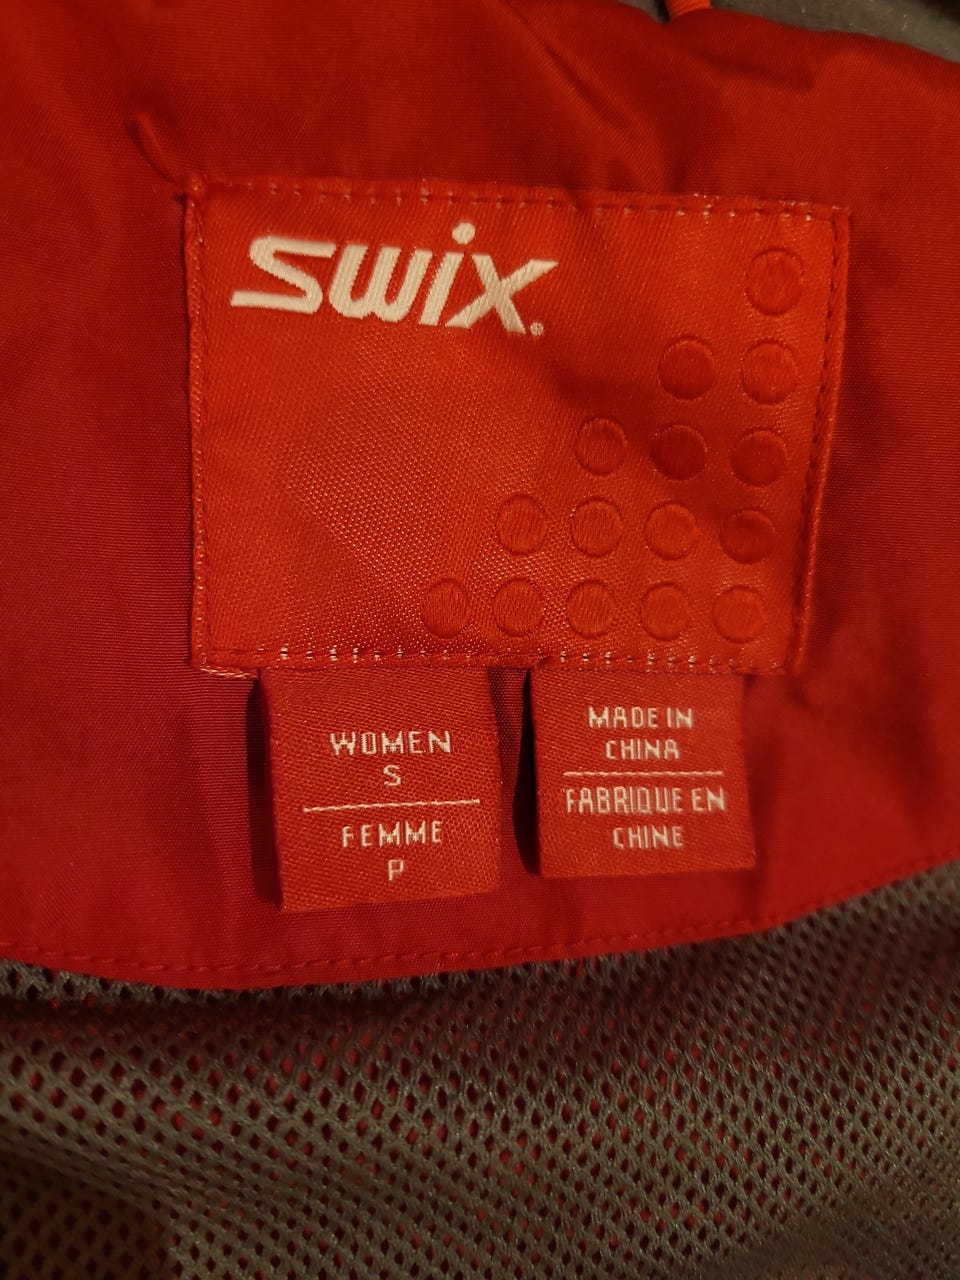 SWIX
WOMEN
S
FEMME
P
MADE IN
CHINA
FABRIQUE EN
CHINE